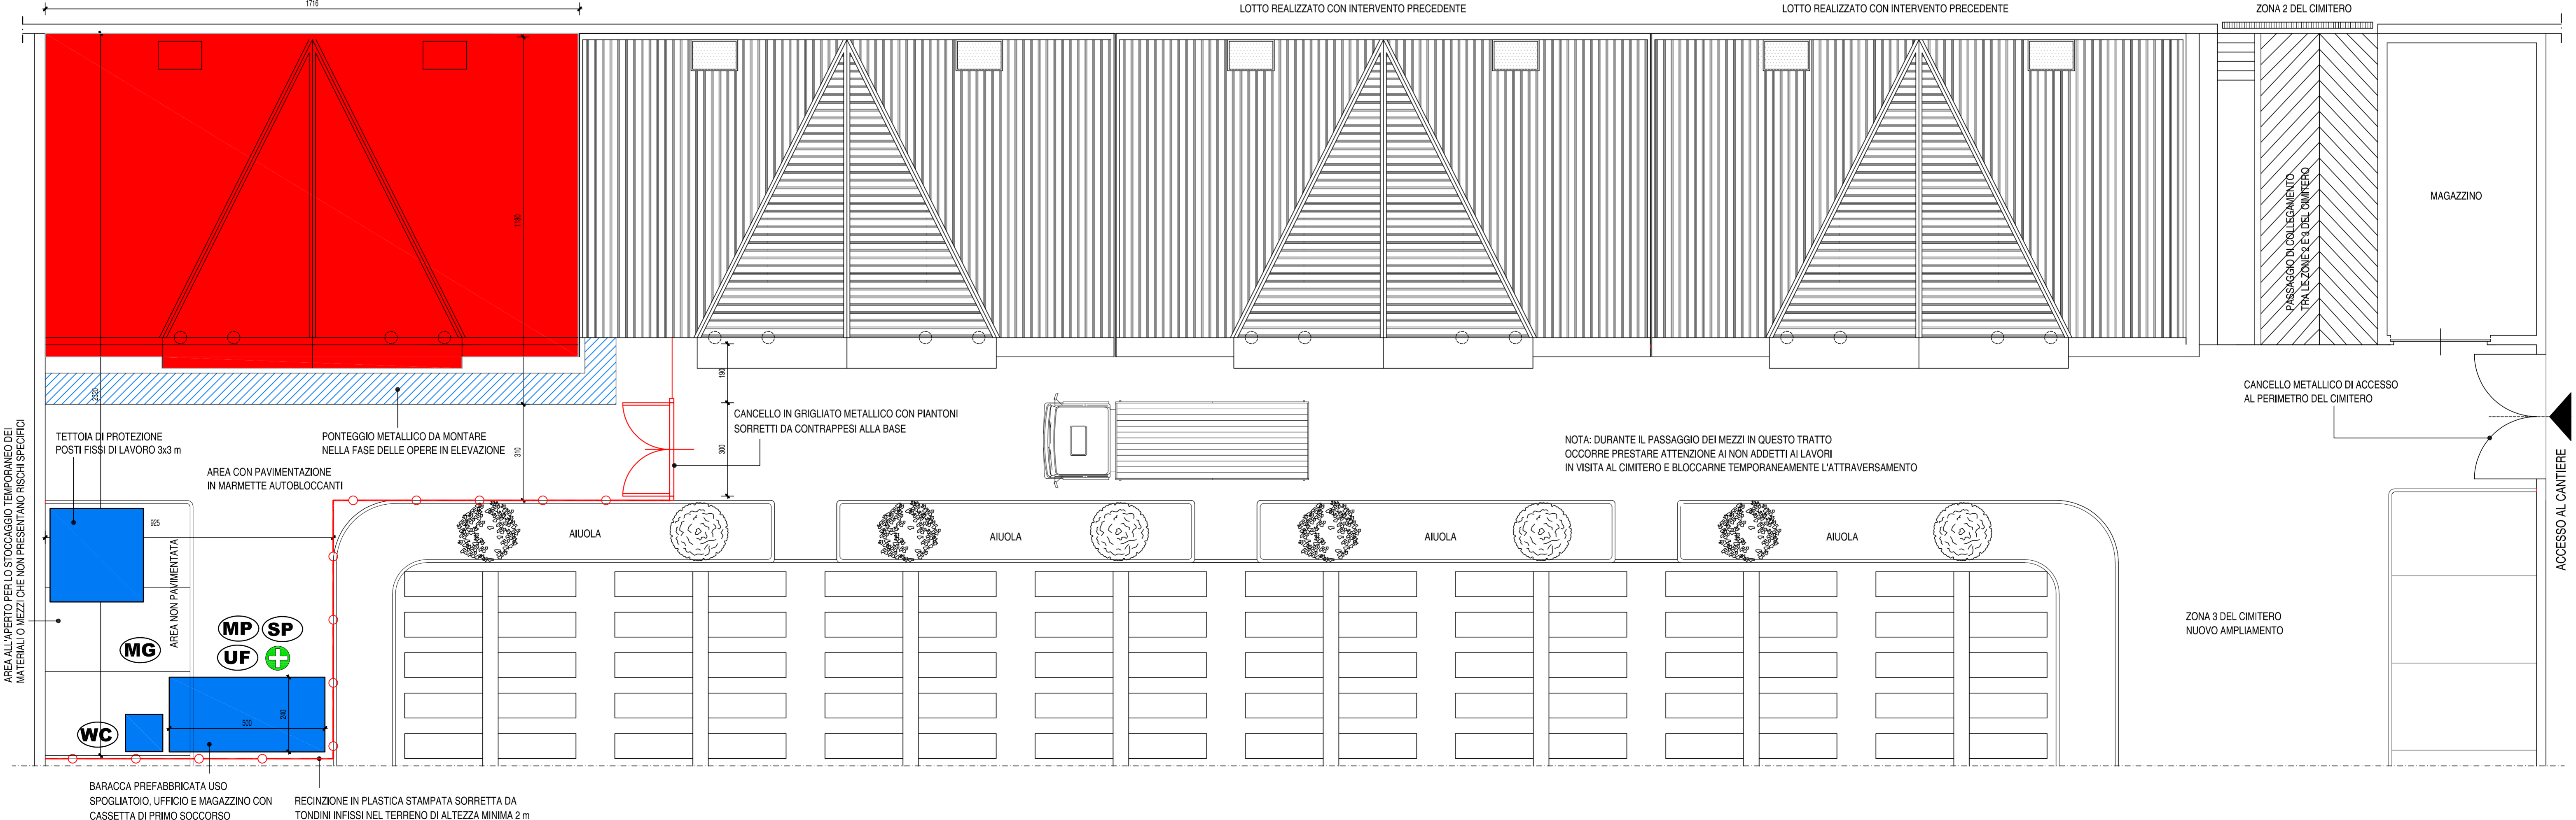 1716
LOTTO REALIZZATO CON INTERVENTO PRECEDENTE
LOTTO REALIZZATO CON INTERVENTO PRECEDENTE
ZONA 2 DEL CIMITERO
1180
MAGAZZINO
PASSAGGIO DI COLLEGAMENTO
TRA LE ZONE 2 E 3 DEL CIMITERO
2320
190
300
310
CANCELLO METALLICO DI ACCESSO
AL PERIMETRO DEL CIMITERO
CANCELLO IN GRIGLIATO METALLICO CON PIANTONI
SORRETTI DA CONTRAPPESI ALLA BASE
TETTOIA DI PROTEZIONE
POSTI FISSI DI LAVORO 3x3 m
PONTEGGIO METALLICO DA MONTARE
NELLA FASE DELLE OPERE IN ELEVAZIONE
NOTA: DURANTE IL PASSAGGIO DEI MEZZI IN QUESTO TRATTO
OCCORRE PRESTARE ATTENZIONE AI NON ADDETTI AI LAVORI
IN VISITA AL CIMITERO E BLOCCARNE TEMPORANEAMENTE L'ATTRAVERSAMENTO
AREA CON PAVIMENTAZIONE
IN MARMETTE AUTOBLOCCANTI
ACCESSO AL CANTIERE
AREA ALL'APERTO PER LO STOCCAGGIO TEMPORANEO DEI
MATERIALI O MEZZI CHE NON PRESENTANO RISCHI SPECIFICI
925
AREA NON PAVIMENTATA
AIUOLA
AIUOLA
AIUOLA
AIUOLA
ZONA 3 DEL CIMITERO
NUOVO AMPLIAMENTO
MP SP
MG
UF
WC
500
240
BARACCA PREFABBRICATA USO
SPOGLIATOIO, UFFICIO E MAGAZZINO CON
CASSETTA DI PRIMO SOCCORSO
RECINZIONE IN PLASTICA STAMPATA SORRETTA DA
TONDINI INFISSI NEL TERRENO DI ALTEZZA MINIMA 2 m